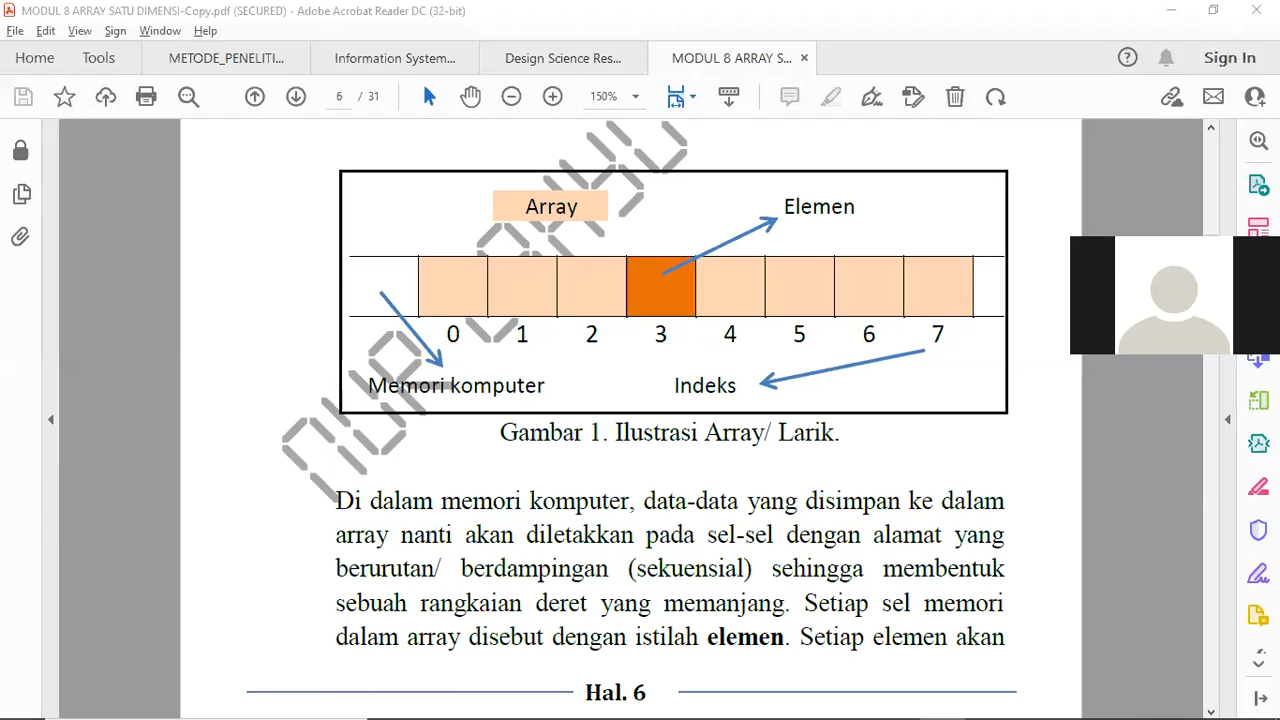 MODUL 8 ARRAY SATU DIMENSI-Copy.pdf (SECURED) - Adobe Acrobat Reader DC (32-bit)
File Edit View Sign Window Help
Home Tools METODE_PENELITI... Information System... Design Science Res... MODUL 8 ARRAY S... × Sign In
6 / 31 150%
Array Elemen
0 1 2 3 4 5 6 7
Memori komputer Indeks
Gambar 1. Ilustrasi Array/ Larik.
Di dalam memori komputer, data-data yang disimpan ke dalam
array nanti akan diletakkan pada sel-sel dengan alamat yang
berurutan/ berdampingan (sekuensial) sehingga membentuk
sebuah rangkaian deret yang memanjang. Setiap sel memori
dalam array disebut dengan istilah elemen. Setiap elemen akan
Hal. 6